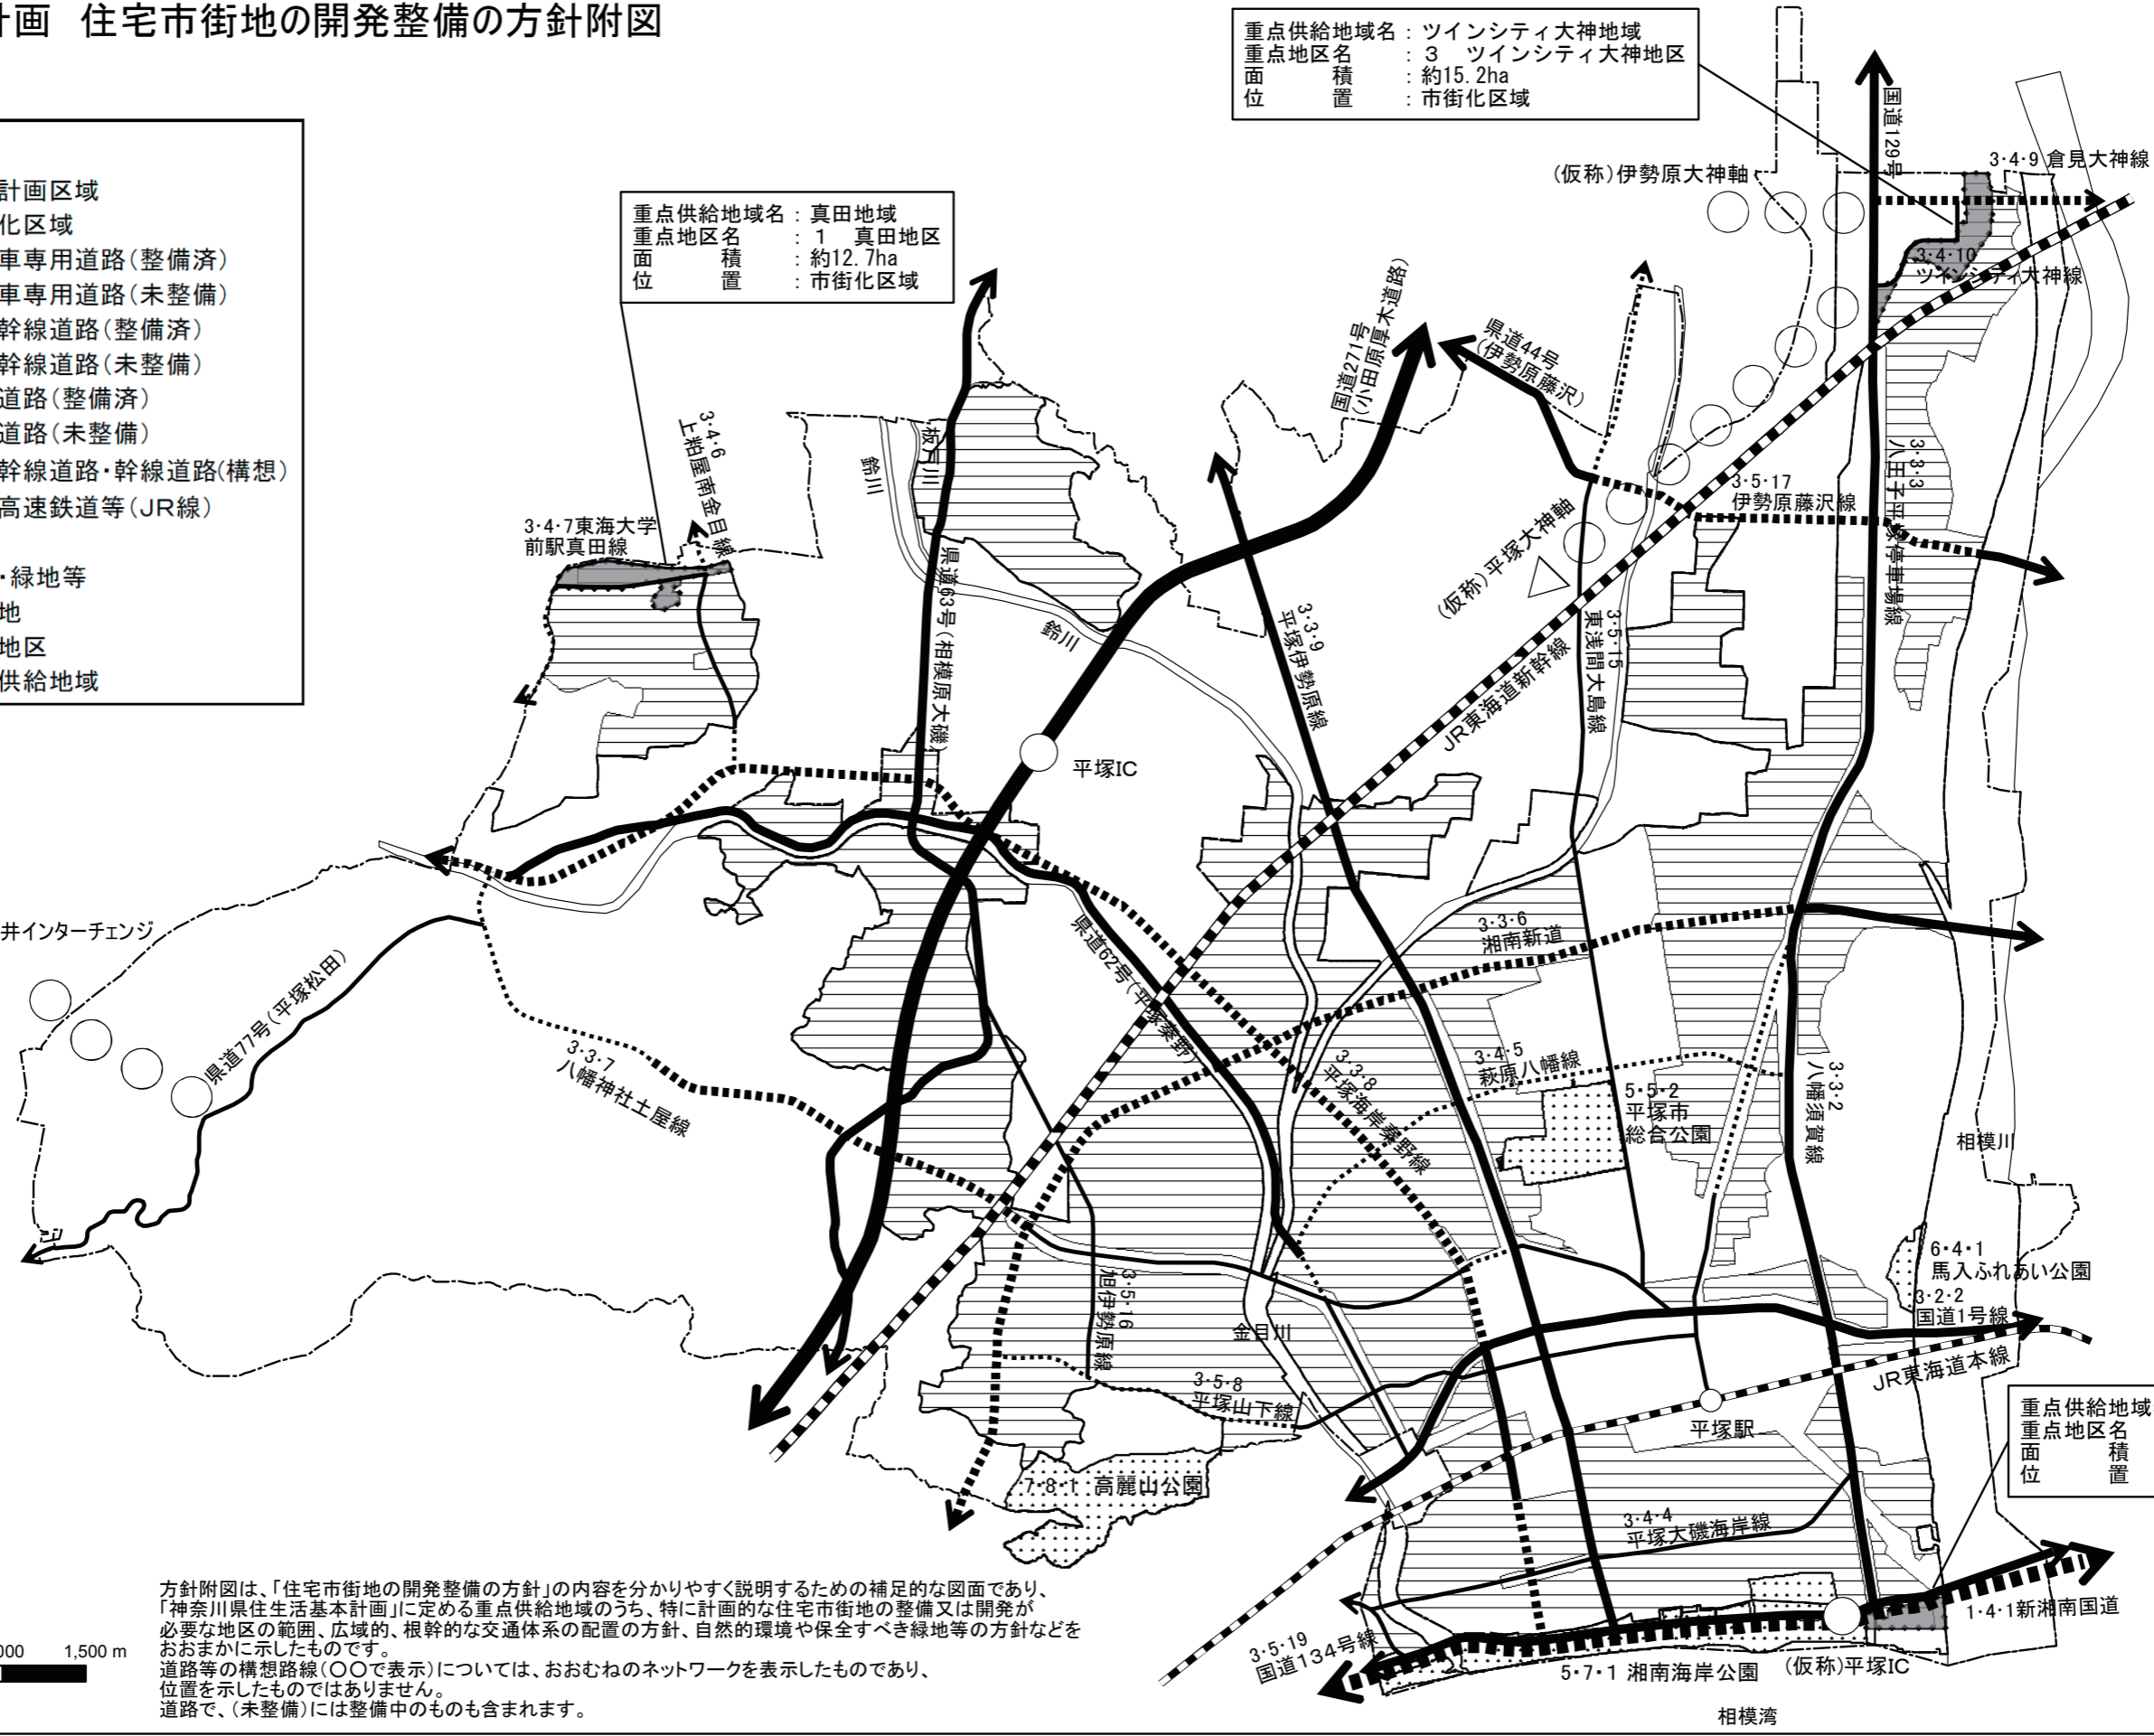 計画 住宅市街地の開発整備の方針附図
重点供給地域名 : ツインシティ大神地域
重点地区名 : 3 ツインシティ大神地区
面 積 : 約15.2ha
位 置 : 市街化区域
計画区域
化区域
車専用道路(整備済)
車専用道路(未整備)
幹線道路(整備済)
幹線道路(未整備)
道路(整備済)
道路(未整備)
幹線道路・幹線道路(構想)
高速鉄道等(JR線)
・緑地等
地
地区
供給地域
重点供給地域名 : 真田地域
重点地区名 : 1 真田地区
面 積 : 約12.7ha
位 置 : 市街化区域
国道129号
3・4・9 倉見大神線
(仮称)伊勢原大神軸
3・4・10
ツインシティ大神線
国道271号
(小田原厚木道路)
県道44号
(伊勢原藤沢)
3・4・6
上粕屋南金目線
板戸川
鈴川
3・4・7東海大学
前駅真田線
3・5・17
伊勢原藤沢線
3・3・3
八王子平塚停車場線
県道63号(相模原大磯)
鈴川
(仮称)平塚大神軸
3・3・9
平塚伊勢原線
3・5・15
東浅間大島線
JR東海道新幹線
平塚IC
井インターチェンジ
県道77号(平塚松田)
県道62号(平塚秦野)
3・3・6
湘南新道
3・3・7
八幡神社土屋線
3・3・8
平塚海岸秦野線
3・4・5
萩原八幡線
5・5・2
平塚市
総合公園
3・3・2
八幡須賀線
相模川
6・4・1
馬入ふれあい公園
3・2・2
国道1号線
3・5・16
旭伊勢原線
金目川
JR東海道本線
3・5・8
平塚山下線
平塚駅
重点供給地域
重点地区名
面 積
位 置
7・8・1 高麗山公園
3・4・4
平塚大磯海岸線
1・4・1新湘南国道
3・5・19
国道134号線
5・7・1 湘南海岸公園
(仮称)平塚IC
相模湾
方針附図は、「住宅市街地の開発整備の方針」の内容を分かりやすく説明するための補足的な図面であり、
「神奈川県住生活基本計画」に定める重点供給地域のうち、特に計画的な住宅市街地の整備又は開発が
必要な地区の範囲、広域的、根幹的な交通体系の配置の方針、自然的環境や保全すべき緑地等の方針などを
おおまかに示したものです。
道路等の構想路線(〇〇で表示)については、おおむねのネットワークを表示したものであり、
位置を示したものではありません。
道路で、(未整備)には整備中のものも含まれます。
000 1,500 m